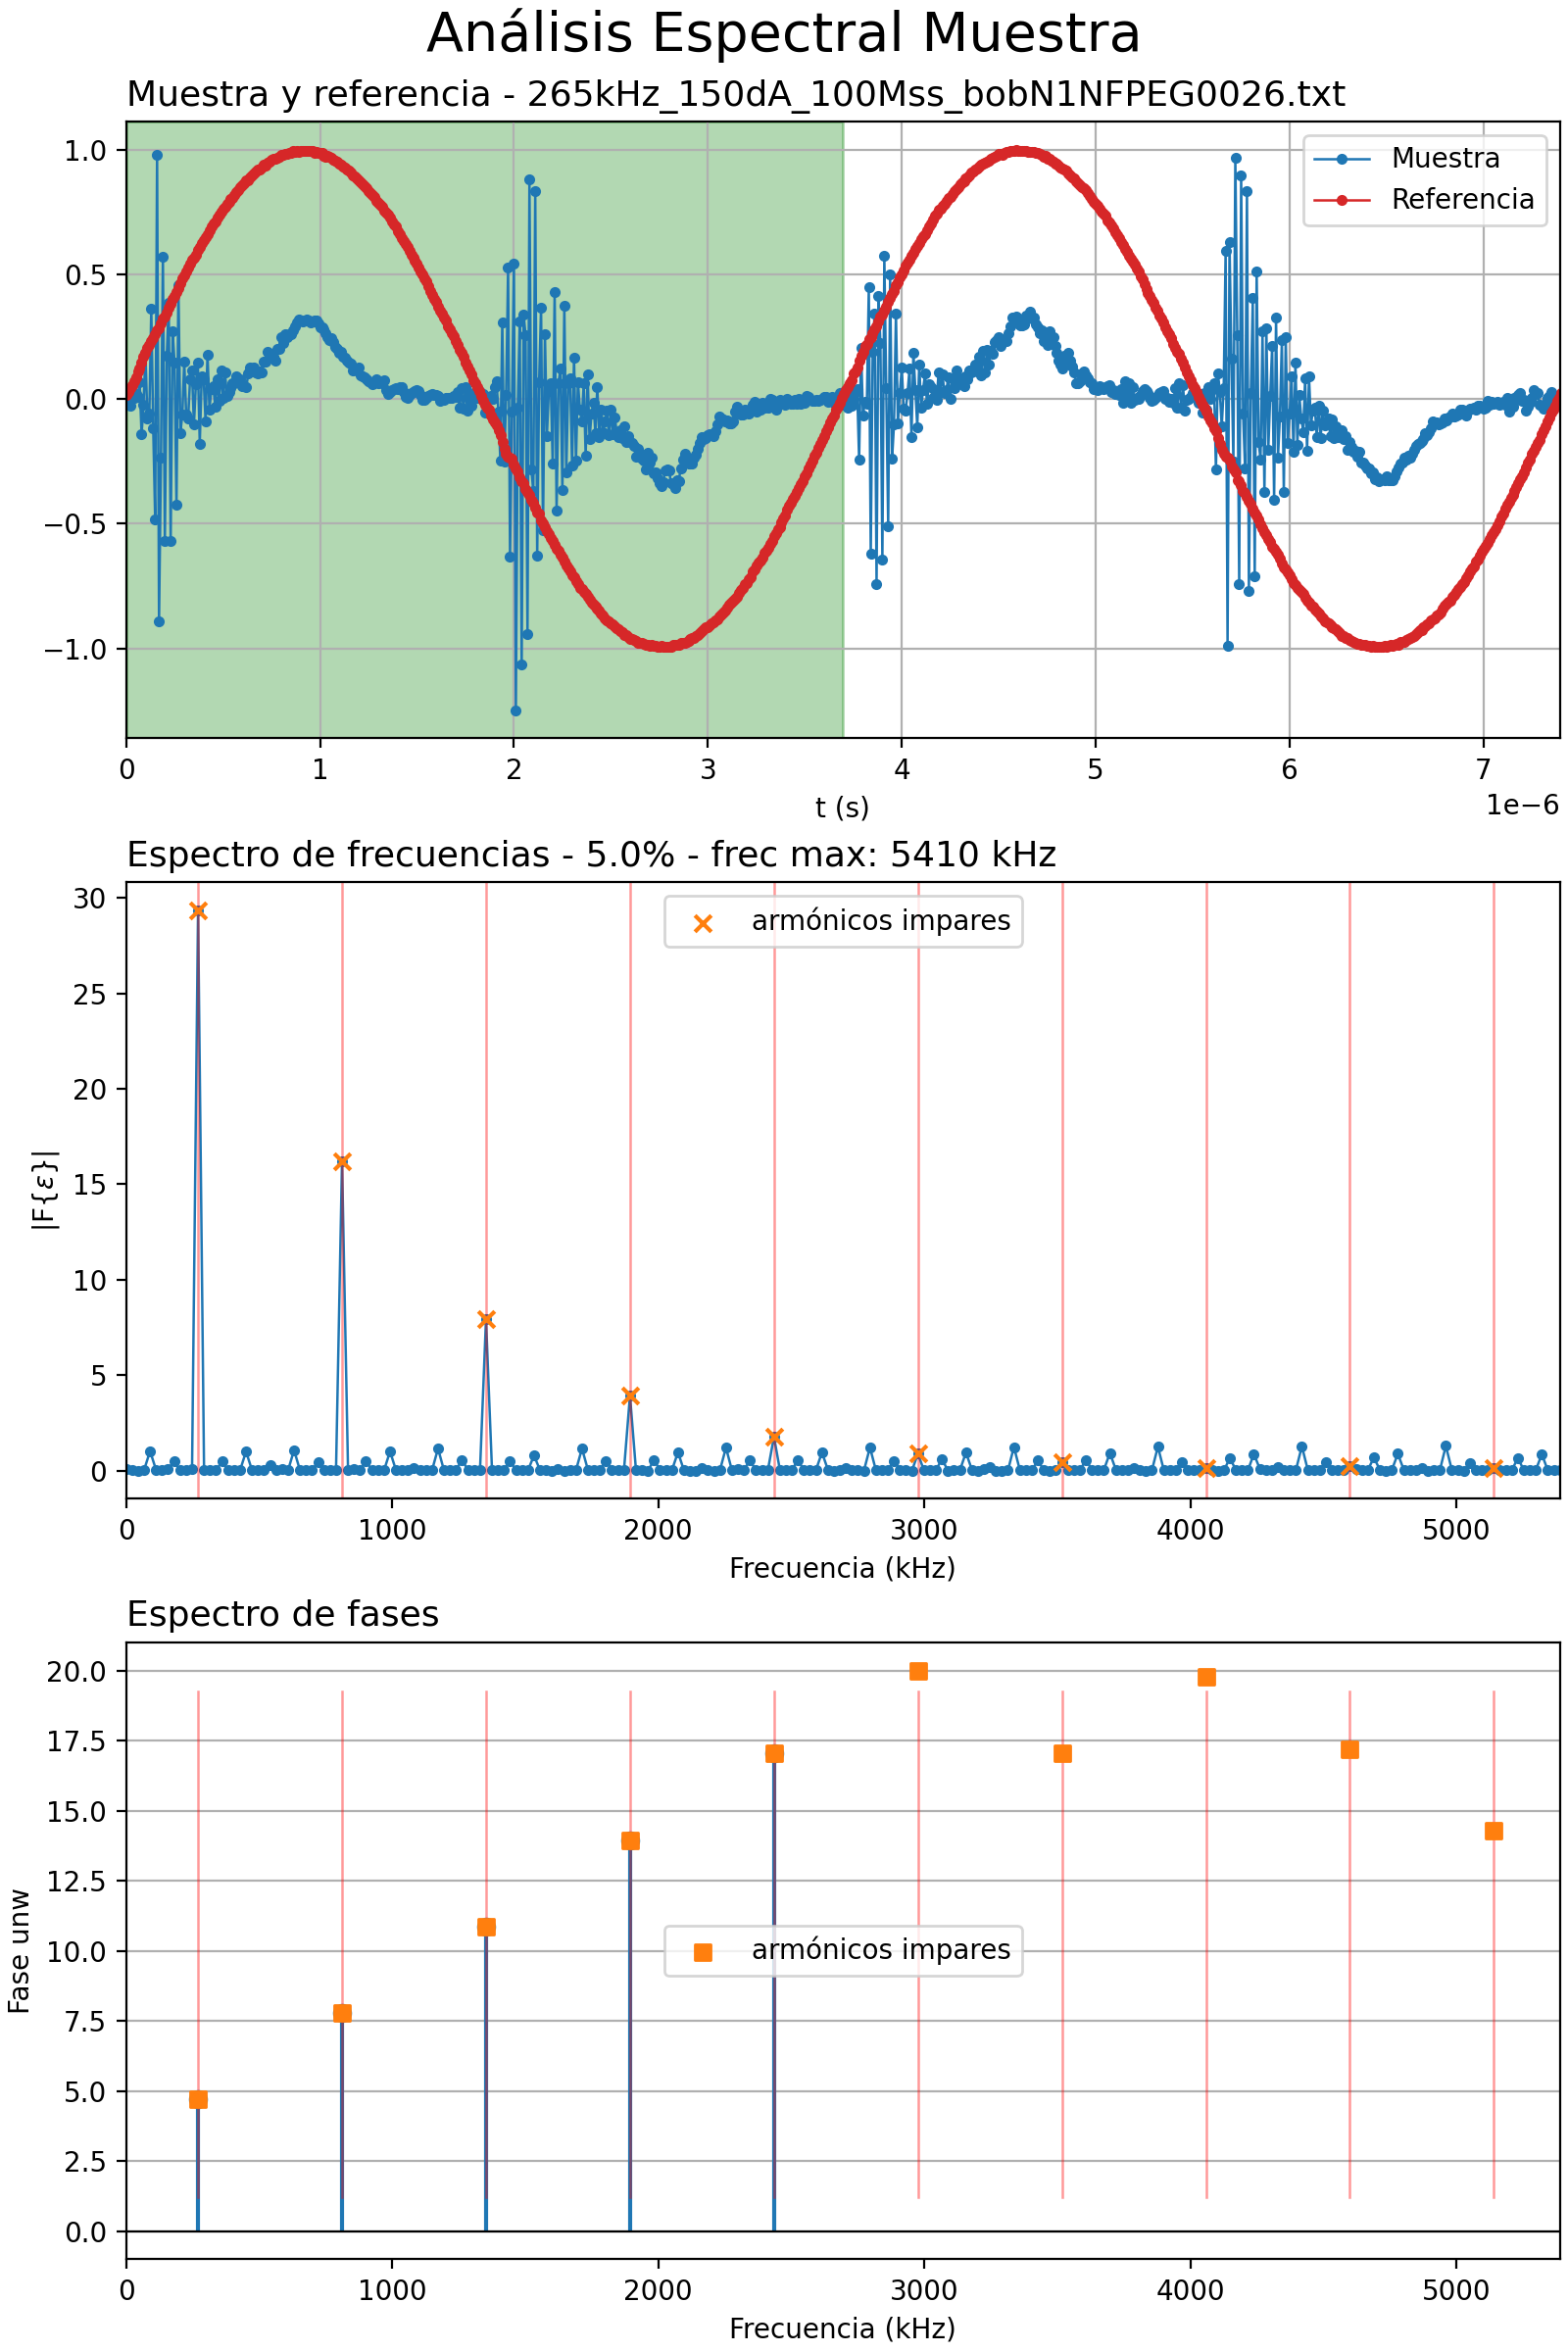 Análisis Espectral Muestra
Muestra y referencia - 265kHz_150dA_100Mss_bobN1NFPEG0026.txt
Muestra
Referencia
1.0
0.5
0.0
−0.5
−1.0
0 1 2 3 4 5 6 7
1e−6
t (s)
Espectro de frecuencias - 5.0% - frec max: 5410 kHz
armónicos impares
30
25
20
15
10
5
0
|F{ε}|
0 1000 2000 3000 4000 5000
Frecuencia (kHz)
Espectro de fases
20.0
17.5
15.0
12.5
10.0
7.5
5.0
2.5
0.0
Fase unw
armónicos impares
0 1000 2000 3000 4000 5000
Frecuencia (kHz)